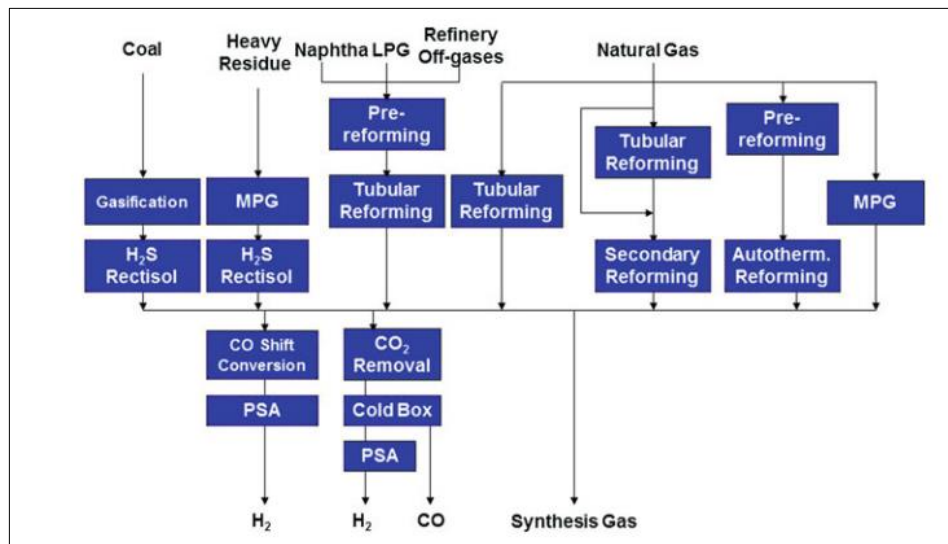 Coal
Heavy
Residue
Naphtha LPG
Refinery
Off-gases
Natural Gas
Pre-
reforming
Tubular
Reforming
Pre-
reforming
Gasification
MPG
Tubular
Reforming
Tubular
Reforming
MPG
H₂S
Rectisol
H₂S
Rectisol
Secondary
Reforming
Autotherm.
Reforming
CO Shift
Conversion
CO₂
Removal
PSA
Cold Box
PSA
H₂
H₂
CO
Synthesis Gas